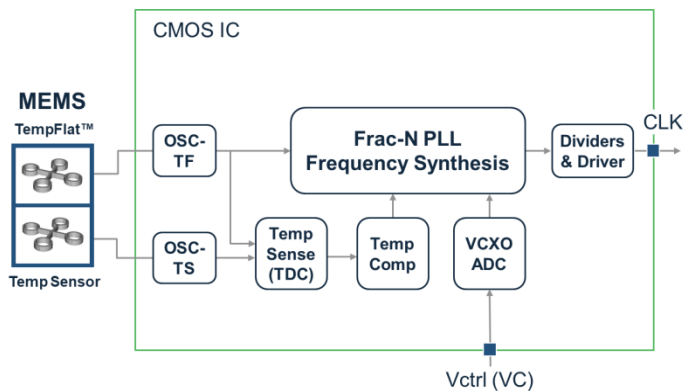 CMOS IC
MEMS
TempFlat™
OSC-
TF
Frac-N PLL
Frequency Synthesis
Dividers
& Driver
CLK
OSC-
TS
Temp
Sense
(TDC)
Temp
Comp
VCXO
ADC
Temp Sensor
Vctrl (VC)